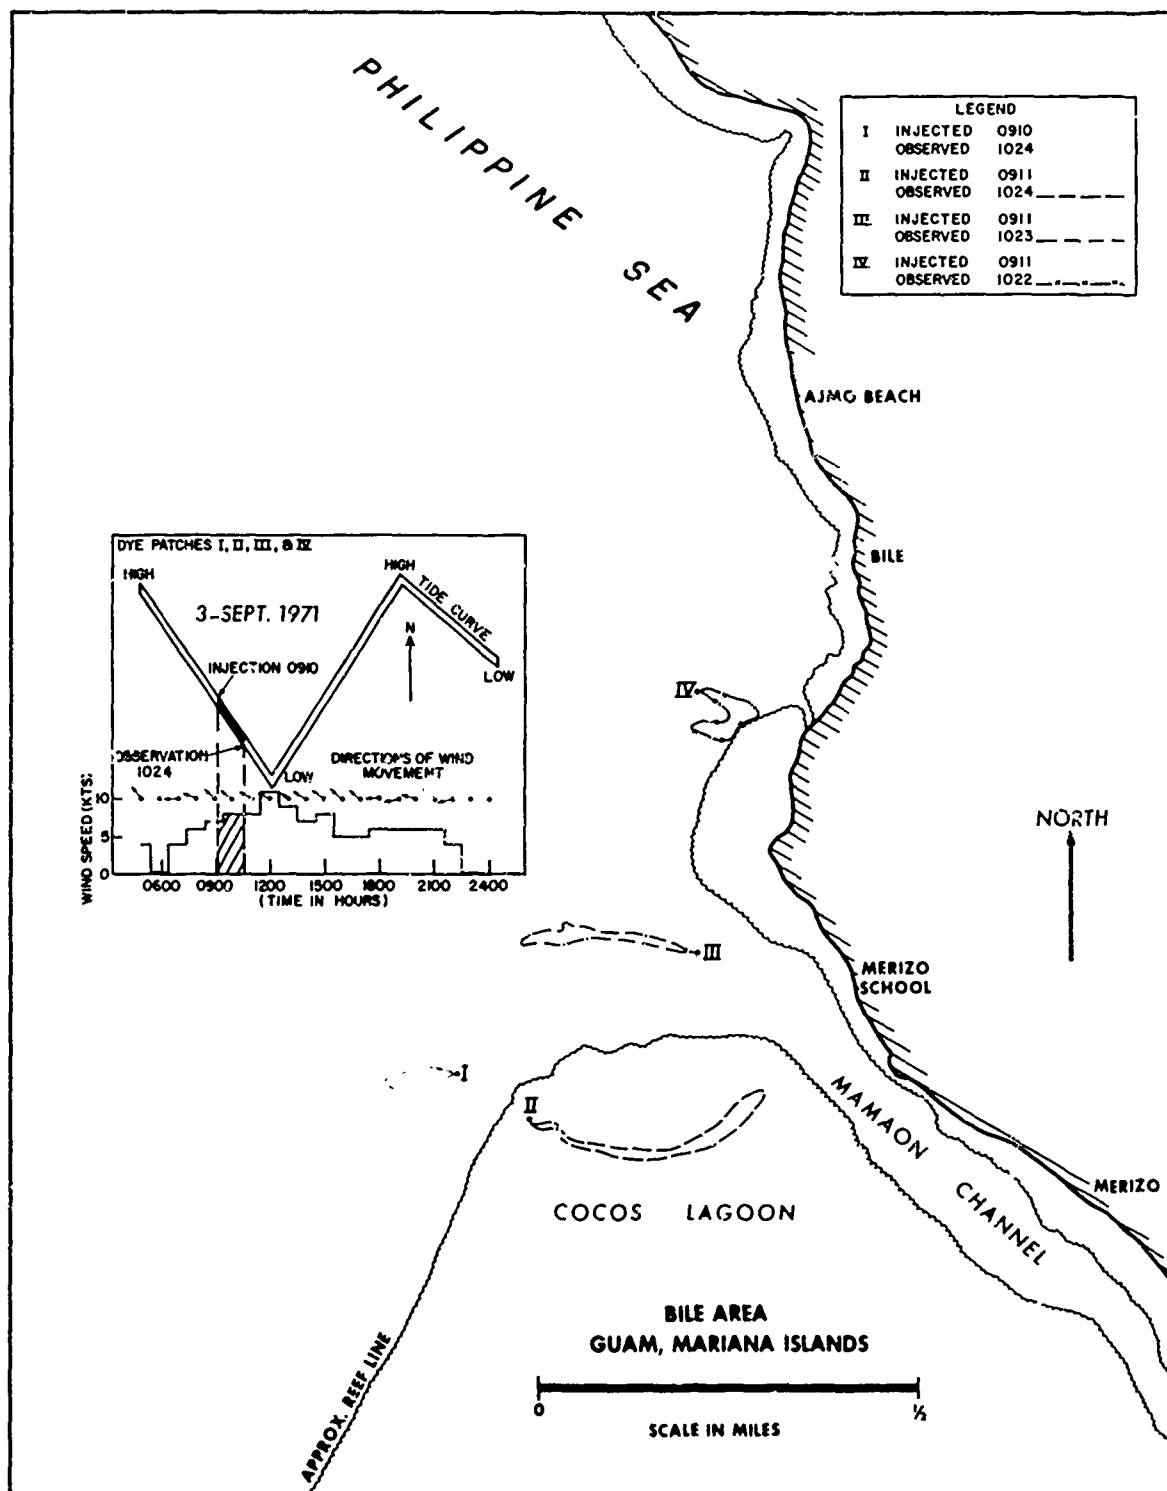 PHILIPPINE SEA
LEGEND
I INJECTED 0910
OBSERVED 1024
II INJECTED 0911
OBSERVED 1024
III INJECTED 0911
OBSERVED 1023
IV INJECTED 0911
OBSERVED 1022
AJMO BEACH
BILE
DYE PATCHES I, II, III, & IV
HIGH
HIGH
TIDE CURVE
3-SEPT. 1971
N
INJECTION 0910
LOW
OBSERVATION
1024
LOW
DIRECTIONS OF WIND
MOVEMENT
WIND SPEED (KTS)
10
5
0
0600 0900 1200 1500 1800 2100 2400
(TIME IN HOURS)
IV
NORTH
III
MERIZO
SCHOOL
I
II
MAMAON CHANNEL
MERIZO
COCOS LAGOON
BILE AREA
GUAM, MARIANA ISLANDS
0 ½
SCALE IN MILES
APPROX. REEF LINE